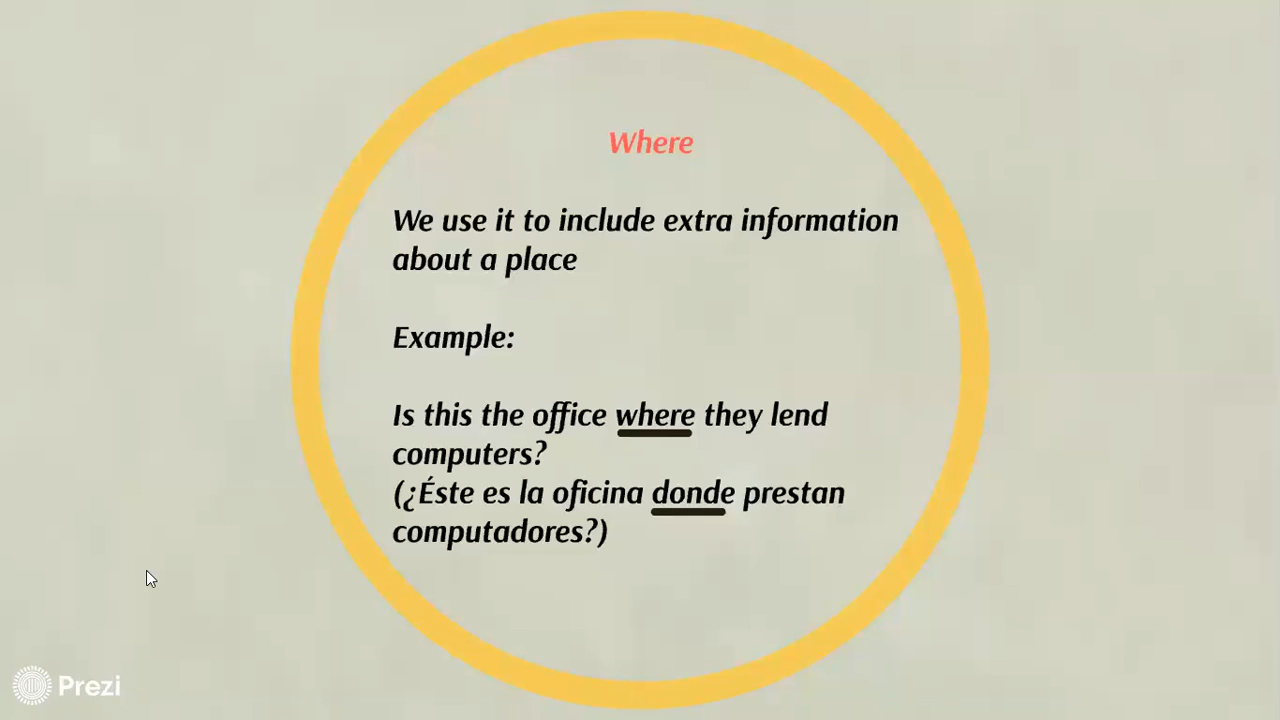 Where
We use it to include extra information
about a place
Example:
Is this the office where they lend
computers?
(¿Éste es la oficina donde prestan
computadores?)
Prezi